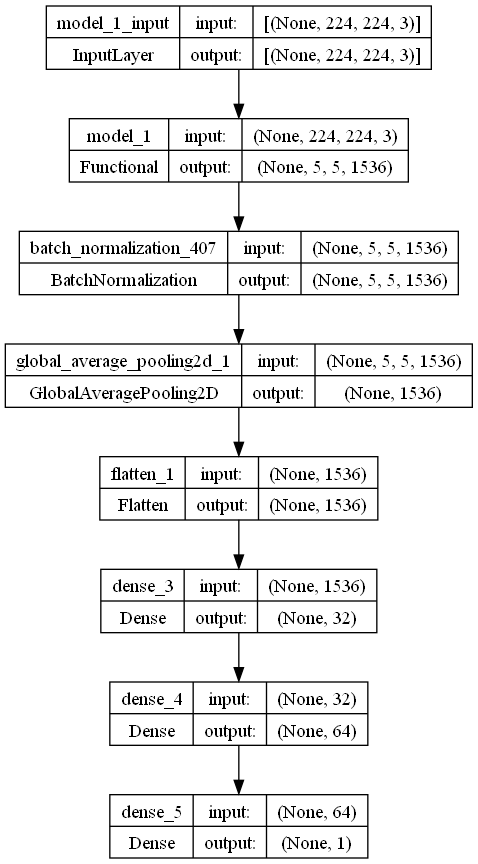 model_1_input input: [(None, 224, 224, 3)]
InputLayer output: [(None, 224, 224, 3)]
model_1 input: (None, 224, 224, 3)
Functional output: (None, 5, 5, 1536)
batch_normalization_407 input: (None, 5, 5, 1536)
BatchNormalization output: (None, 5, 5, 1536)
global_average_pooling2d_1 input: (None, 5, 5, 1536)
GlobalAveragePooling2D output: (None, 1536)
flatten_1 input: (None, 1536)
Flatten output: (None, 1536)
dense_3 input: (None, 1536)
Dense output: (None, 32)
dense_4 input: (None, 32)
Dense output: (None, 64)
dense_5 input: (None, 64)
Dense output: (None, 1)